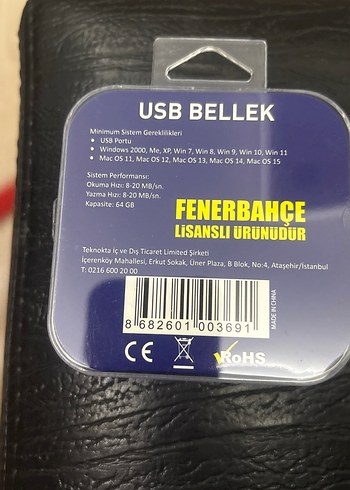 USB BELLEK
Minimum Sistem Gereklilikleri
• USB Portu
• Windows 2000, Me, XP, Win 7, Win 8, Win 9, Win 10, Win 11
• Mac OS 11, Mac OS 12, Mac OS 13, Mac OS 14, Mac OS 15
Sistem Performansı:
Okuma Hızı: 8-20 MB/sn.
Yazma Hızı: 8-20 MB/sn.
Kapasite: 64 GB
FENERBAHÇE
LİSANSLI ÜRÜNÜDÜR
Teknokta İç ve Dış Ticaret Limited Şirketi
İçerenköy Mahallesi, Erkut Sokak, Üner Plaza, B Blok, No:4, Ataşehir/İstanbul
T: 0216 600 20 00
8 682601 003691
MADE IN CHINA
CE
RoHS